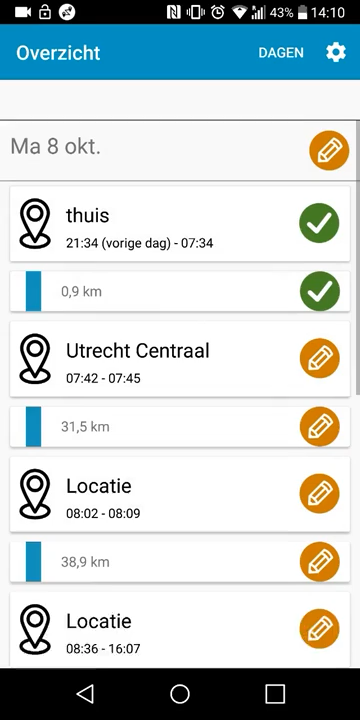 43% 14:10
Overzicht DAGEN
Ma 8 okt.
thuis
21:34 (vorige dag) - 07:34
0,9 km
Utrecht Centraal
07:42 - 07:45
31,5 km
Locatie
08:02 - 08:09
38,9 km
Locatie
08:36 - 16:07